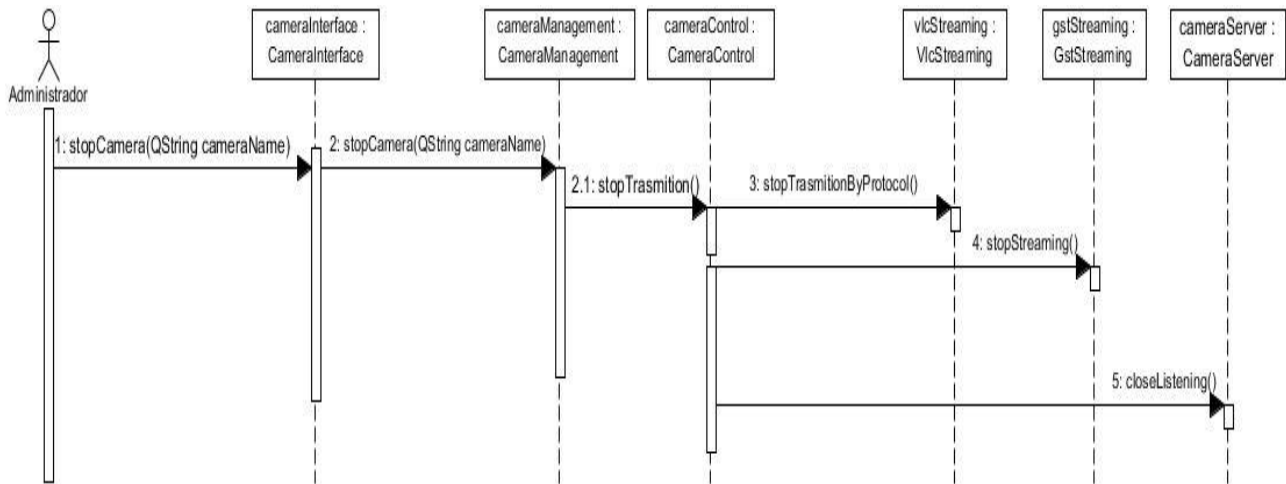 cameraInterface :
CameraInterface
cameraManagement :
CameraManagement
cameraControl :
CameraControl
vlcStreaming :
VlcStreaming
gstStreaming :
GstStreaming
cameraServer :
CameraServer
Administrador
1: stopCamera(QString cameraName)
2: stopCamera(QString cameraName)
2.1: stopTrasmition()
3: stopTrasmitionByProtocol()
4: stopStreaming()
5: closeListening()